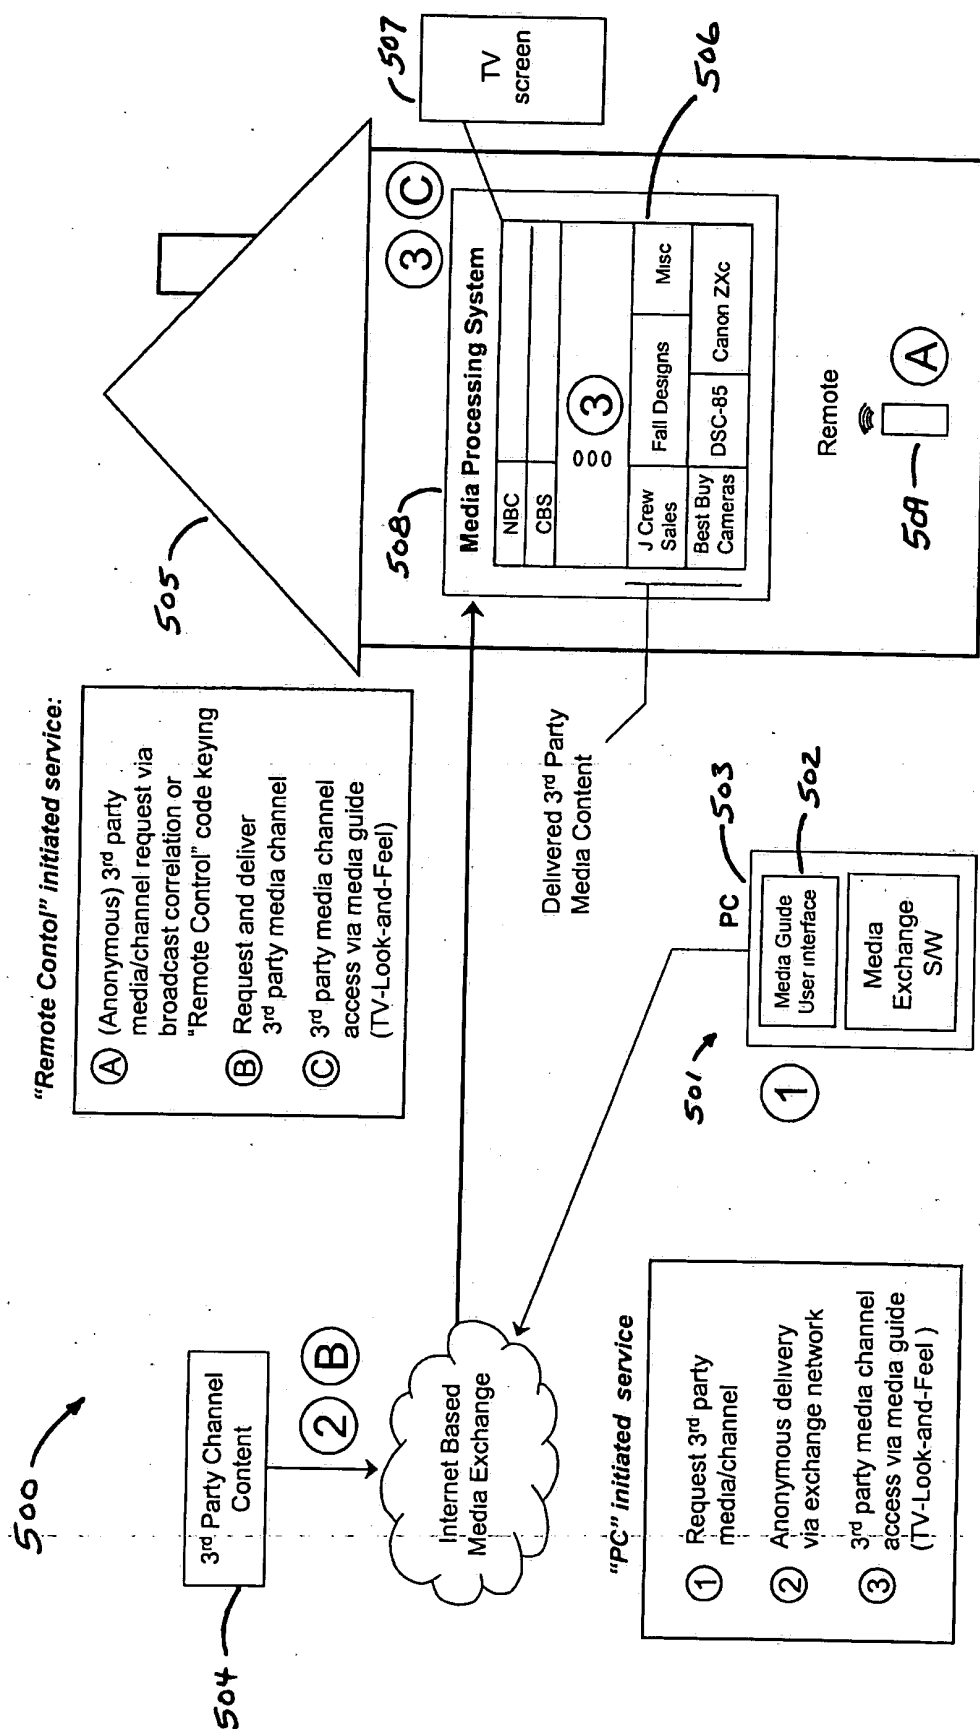 500
504
3rd Party Channel
Content
2 B
Internet Based
Media Exchange
"PC" initiated service
1 Request 3rd party
media/channel
2 Anonymous delivery
via exchange network
3 3rd party media channel
access via media guide
(TV-Look-and-Feel )
"Remote Contol" initiated service:
A (Anonymous) 3rd party
media/channel request via
broadcast correlation or
"Remote Control" code keying
B Request and deliver
3rd party media channel
C 3rd party media channel
access via media guide
(TV-Look-and-Feel)
Delivered 3rd Party
Media Content
501
1
PC
503
502
Media Guide
User interface
Media
Exchange
S/W
505
3 C
508
Media Processing System
NBC
CBS
ooo
3
J Crew
Sales
Fall Designs
Misc
Best Buy
Cameras
DSC-85
Canon ZXc
507
TV
screen
506
Remote
509
A